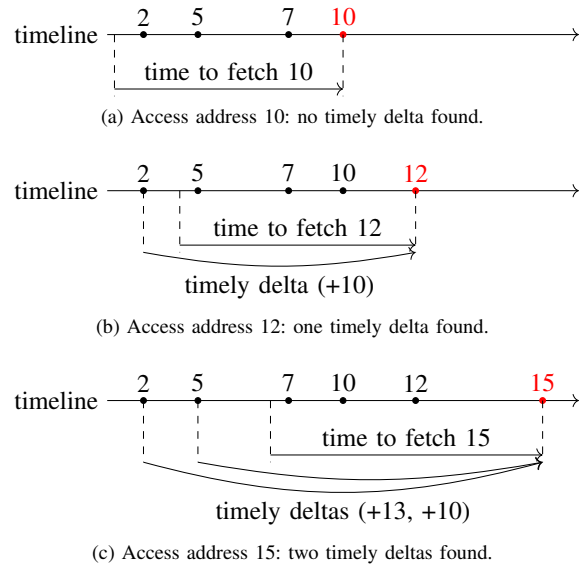 2 5 7 10
timeline
time to fetch 10
(a) Access address 10: no timely delta found.
2 5 7 10 12
timeline
time to fetch 12
timely delta (+10)
(b) Access address 12: one timely delta found.
2 5 7 10 12 15
timeline
time to fetch 15
timely deltas (+13, +10)
(c) Access address 15: two timely deltas found.